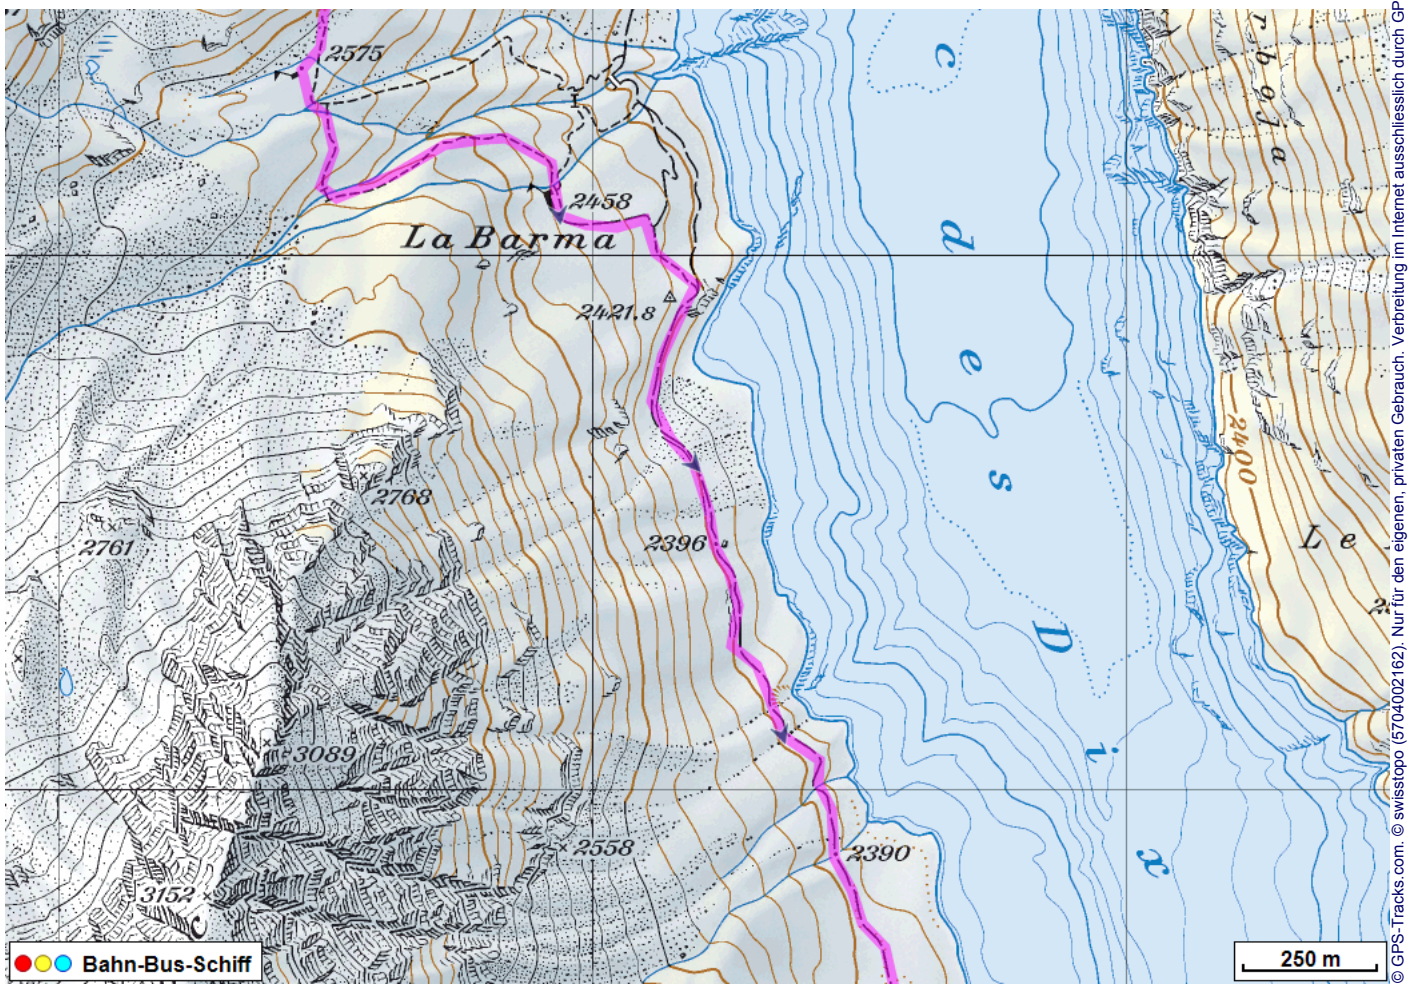 2575
c
rboja
2458
La Barma
d
2421.8
e
2400
2768
s
2761
2396
Le
D
3089
i
2558
2390
x
3152
C
Bahn-Bus-Schiff
250 m
© GPS-Tracks.com. © swisstopo (5704002162). Nur für den eigenen, privaten Gebrauch. Verbreitung im Internet ausschliesslich durch GP